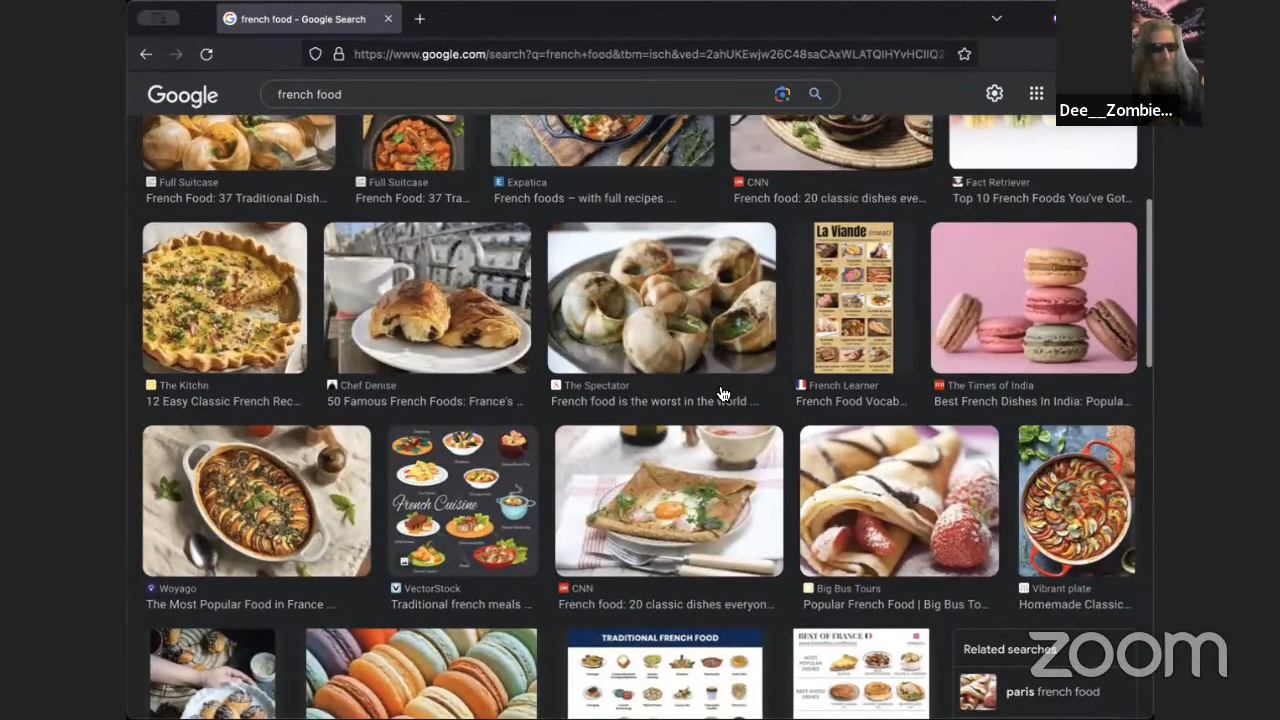 french food - Google Search
https://www.google.com/search?q=french+food&tbm=isch&ved=2ahUKEwjw26C48saCAxWLATQIHYvHCIIQ2
Google
french food
Dee__Zombie...
Full Suitcase
French Food: 37 Traditional Dish...
Full Suitcase
French Food: 37 Tra...
Expatica
French foods – with full recipes ...
CNN
French food: 20 classic dishes eve...
Fact Retriever
Top 10 French Foods You've Got...
La Viande (meat)
The Kitchn
12 Easy Classic French Rec...
Chef Denise
50 Famous French Foods: France's ...
The Spectator
French food is the worst in the world ...
French Learner
French Food Vocab...
The Times of India
Best French Dishes In India: Popula...
French Cuisine
Woyago
The Most Popular Food in France ...
VectorStock
Traditional french meals ...
CNN
French food: 20 classic dishes everyon...
Big Bus Tours
Popular French Food | Big Bus To...
Vibrant plate
Homemade Classic...
TRADITIONAL FRENCH FOOD
BEST OF FRANCE
MOST POPULAR DISHES
BEST-RATED DISHES
Related searches
paris french food
zoom